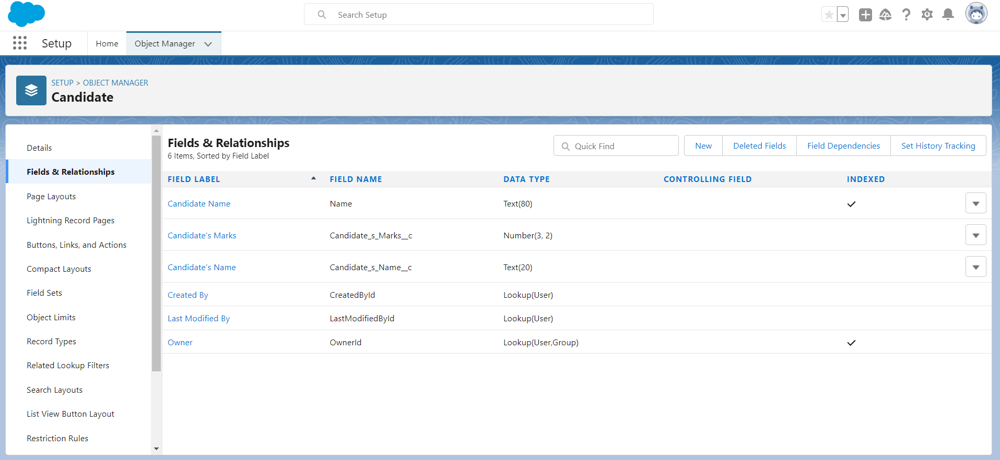 Search Setup
Setup
Home
Object Manager
SETUP > OBJECT MANAGER
Candidate
Details
Fields & Relationships
Page Layouts
Lightning Record Pages
Buttons, Links, and Actions
Compact Layouts
Field Sets
Object Limits
Record Types
Related Lookup Filters
Search Layouts
List View Button Layout
Restriction Rules
Fields & Relationships
6 Items, Sorted by Field Label
Quick Find
New
Deleted Fields
Field Dependencies
Set History Tracking
FIELD LABEL FIELD NAME DATA TYPE CONTROLLING FIELD INDEXED
Candidate Name Name Text(80)
Candidate's Marks Candidate_s_Marks__c Number(3, 2)
Candidate's Name Candidate_s_Name__c Text(20)
Created By CreatedById Lookup(User)
Last Modified By LastModifiedById Lookup(User)
Owner OwnerId Lookup(User,Group)